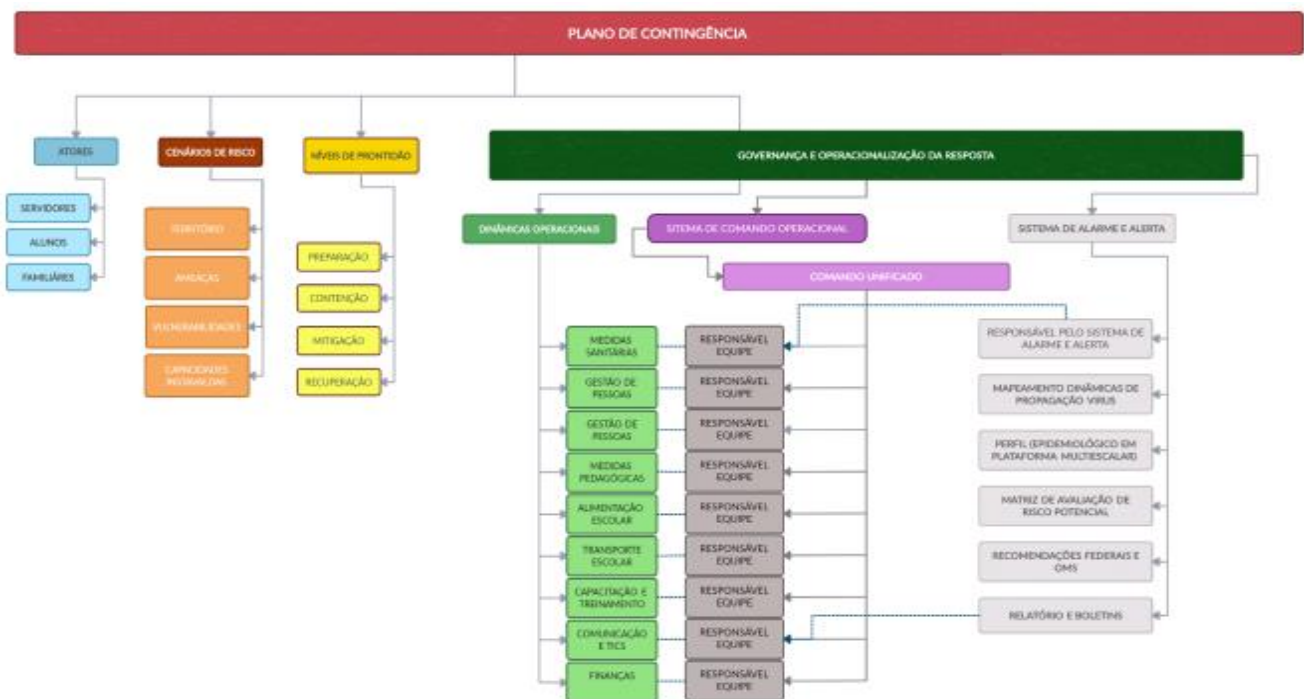 PLANO DE CONTINGÊNCIA
ATORES
SERVIDORES
ALUNOS
FAMILIÁRES
CENÁRIOS DE RISCO
TERRITÓRIO
AMEAÇAS
VULNERABILIDADES
CAPACIDADES
NÍVEIS DE PRONTIDÃO
PREPARAÇÃO
CONTENÇÃO
MITIGAÇÃO
RECUPERAÇÃO
GOVERNANÇA E OPERACIONALIZAÇÃO DA RESPOSTA
DINÂMICAS OPERACIONAIS
SITEMA DE COMANDO OPERACIONAL
SISTEMA DE ALARME E ALERTA
COMANDO UNIFICADO
MEDIDAS
SANITÁRIAS
RESPONSÁVEL
EQUIPE
GESTÃO DE
PESSOAS
RESPONSÁVEL
EQUIPE
GESTÃO DE
PESSOAS
RESPONSÁVEL
EQUIPE
MEDIDAS
PEDAGÓGICAS
RESPONSÁVEL
EQUIPE
ALIMENTAÇÃO
ESCOLAR
RESPONSÁVEL
EQUIPE
TRANSPORTE
ESCOLAR
RESPONSÁVEL
EQUIPE
CAPACITAÇÃO E
TREINAMENTO
RESPONSÁVEL
EQUIPE
COMUNICAÇÃO
E TICS
RESPONSÁVEL
EQUIPE
FINANÇAS
RESPONSÁVEL
EQUIPE
RESPONSÁVEL PELO SISTEMA DE
ALARME E ALERTA
MAPEAMENTO DINÂMICAS DE
PROPAGAÇÃO VIRUS
PERFIL (EPIDEMIOLÓGICO EM
PLATAFORMA MULTIESCALAR)
MATRIZ DE AVALIAÇÃO DE
RISCO POTENCIAL
RECOMENDAÇÕES FEDERAIS E
OMS
RELATÓRIO E BOLETINS